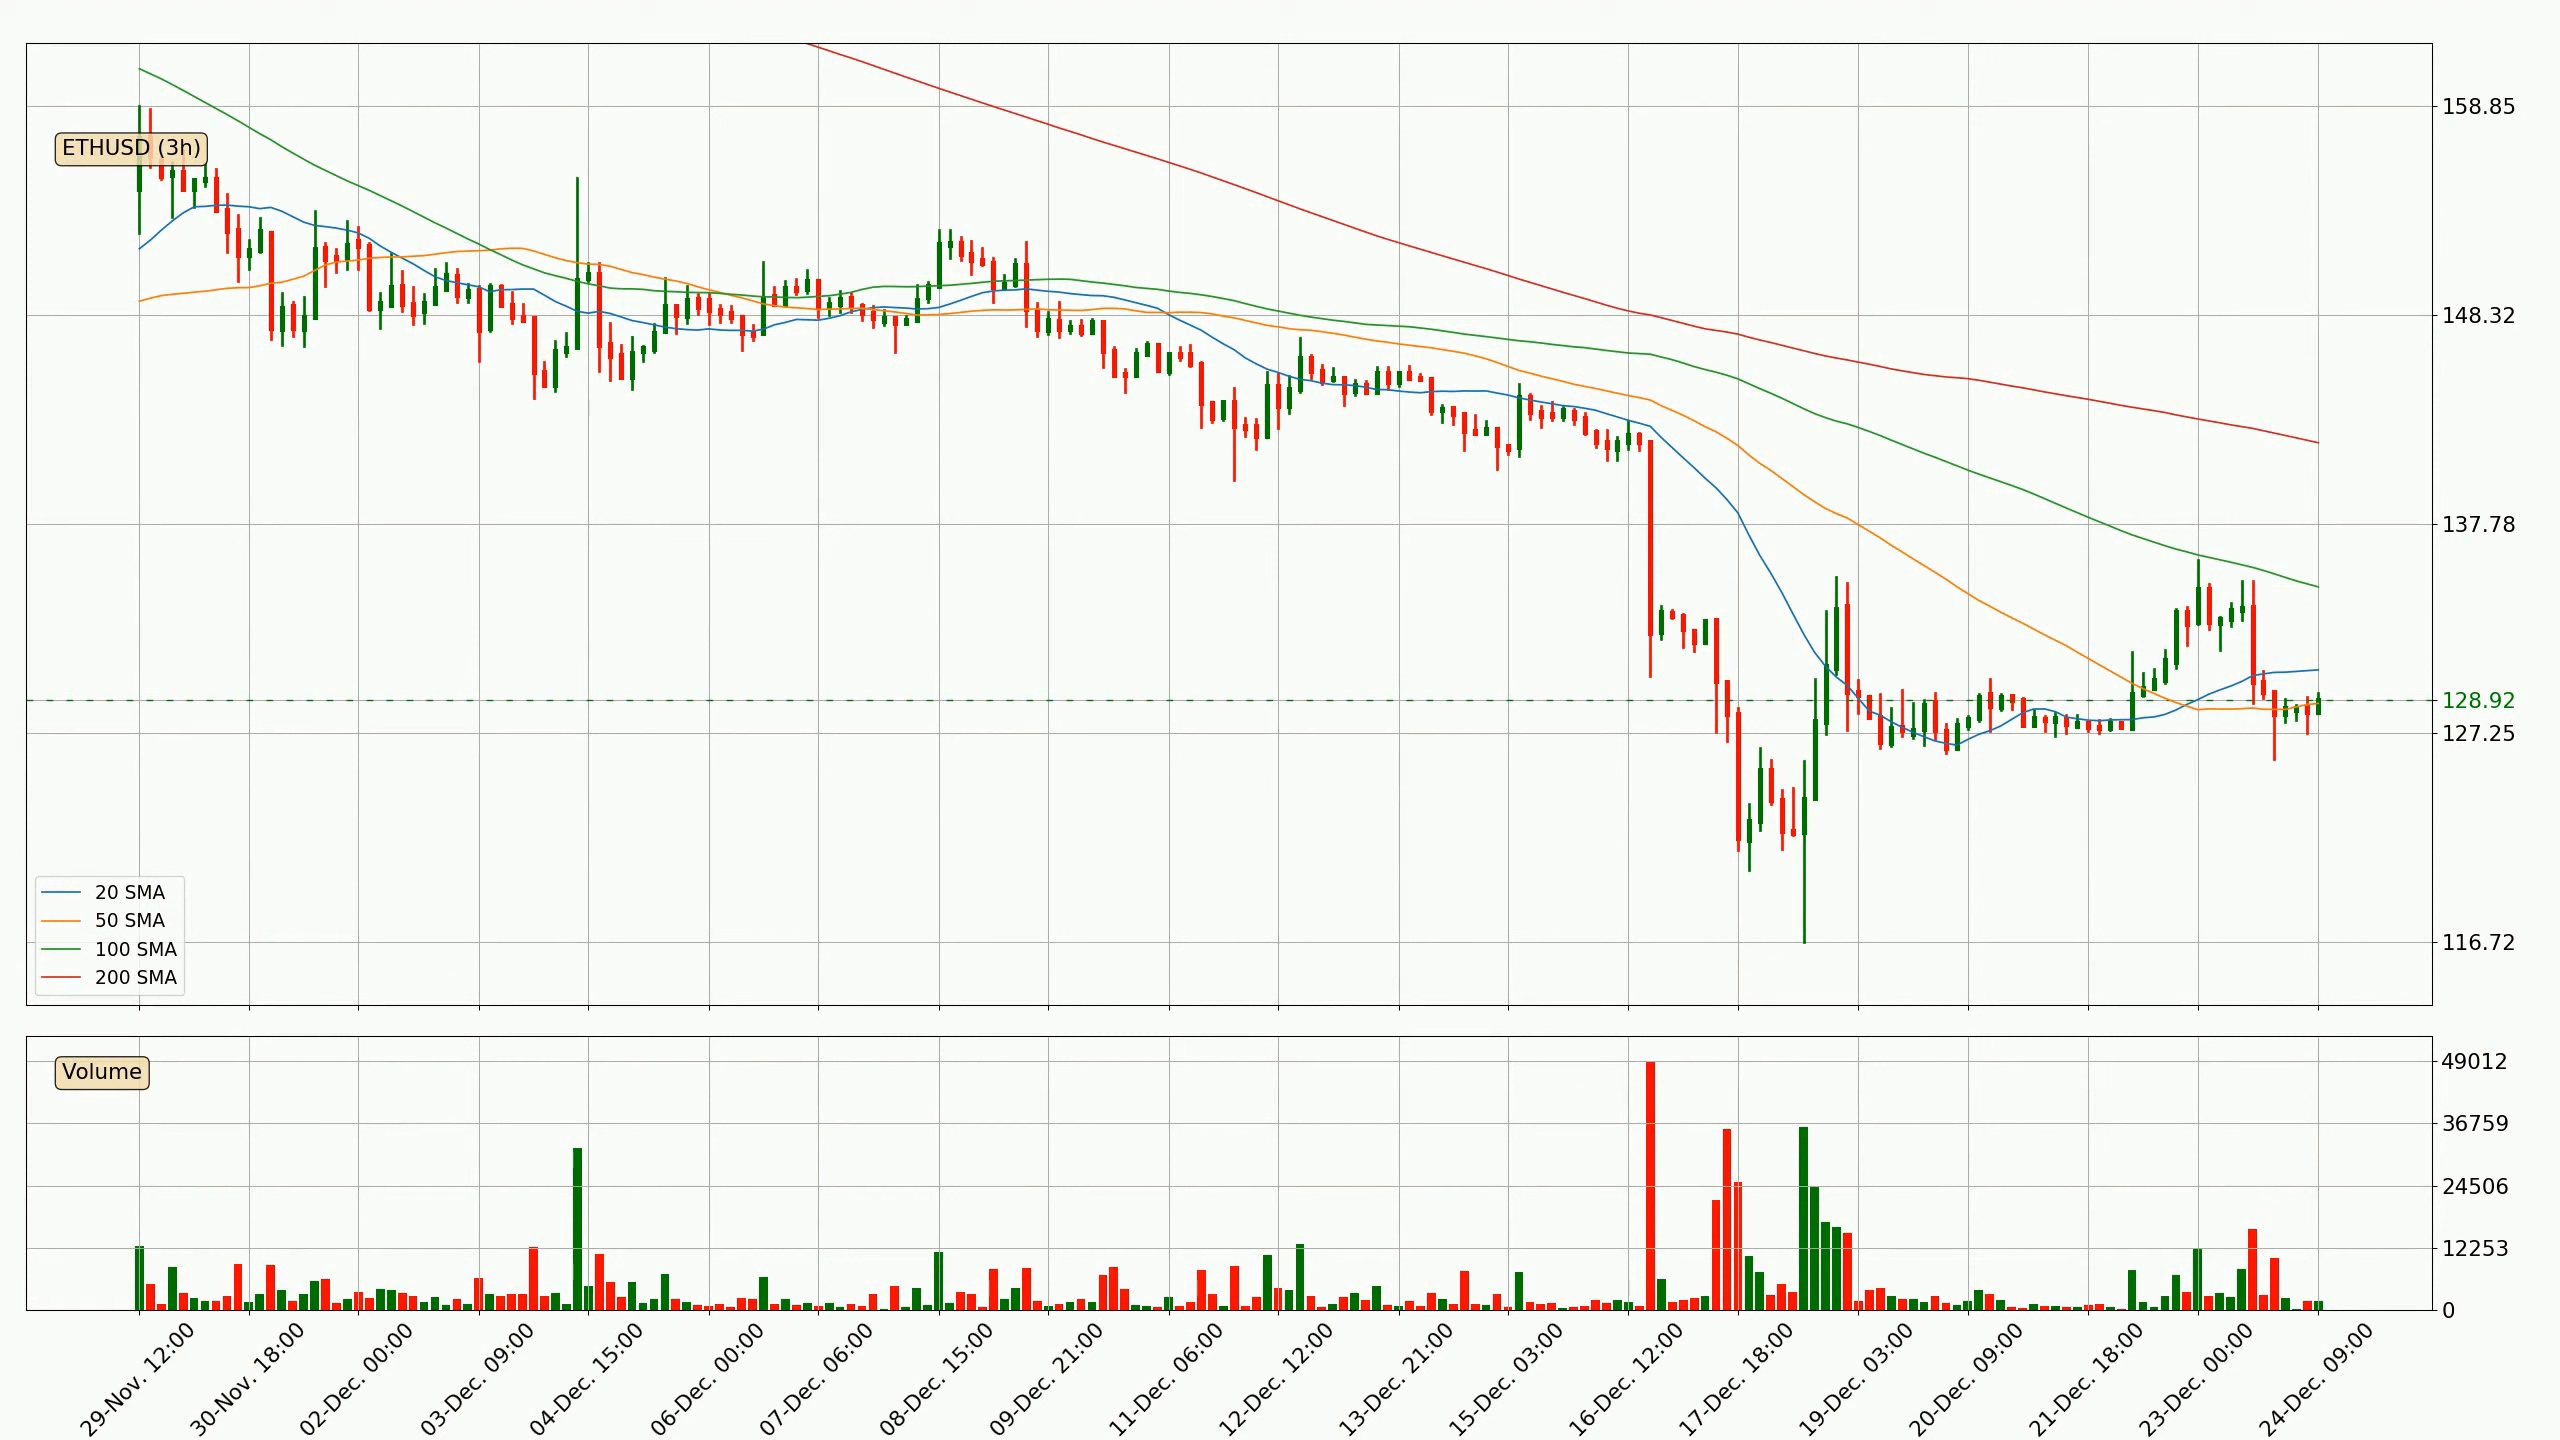 ETHUSD (3h)
158.85
148.32
137.78
128.92
127.25
116.72
20 SMA
50 SMA
100 SMA
200 SMA
Volume
49012
36759
24506
12253
0
29-Nov. 12:00
30-Nov. 18:00
02-Dec. 00:00
03-Dec. 09:00
04-Dec. 15:00
06-Dec. 00:00
07-Dec. 06:00
08-Dec. 15:00
09-Dec. 21:00
11-Dec. 06:00
12-Dec. 12:00
13-Dec. 21:00
15-Dec. 03:00
16-Dec. 12:00
17-Dec. 18:00
19-Dec. 03:00
20-Dec. 09:00
21-Dec. 18:00
23-Dec. 00:00
24-Dec. 09:00